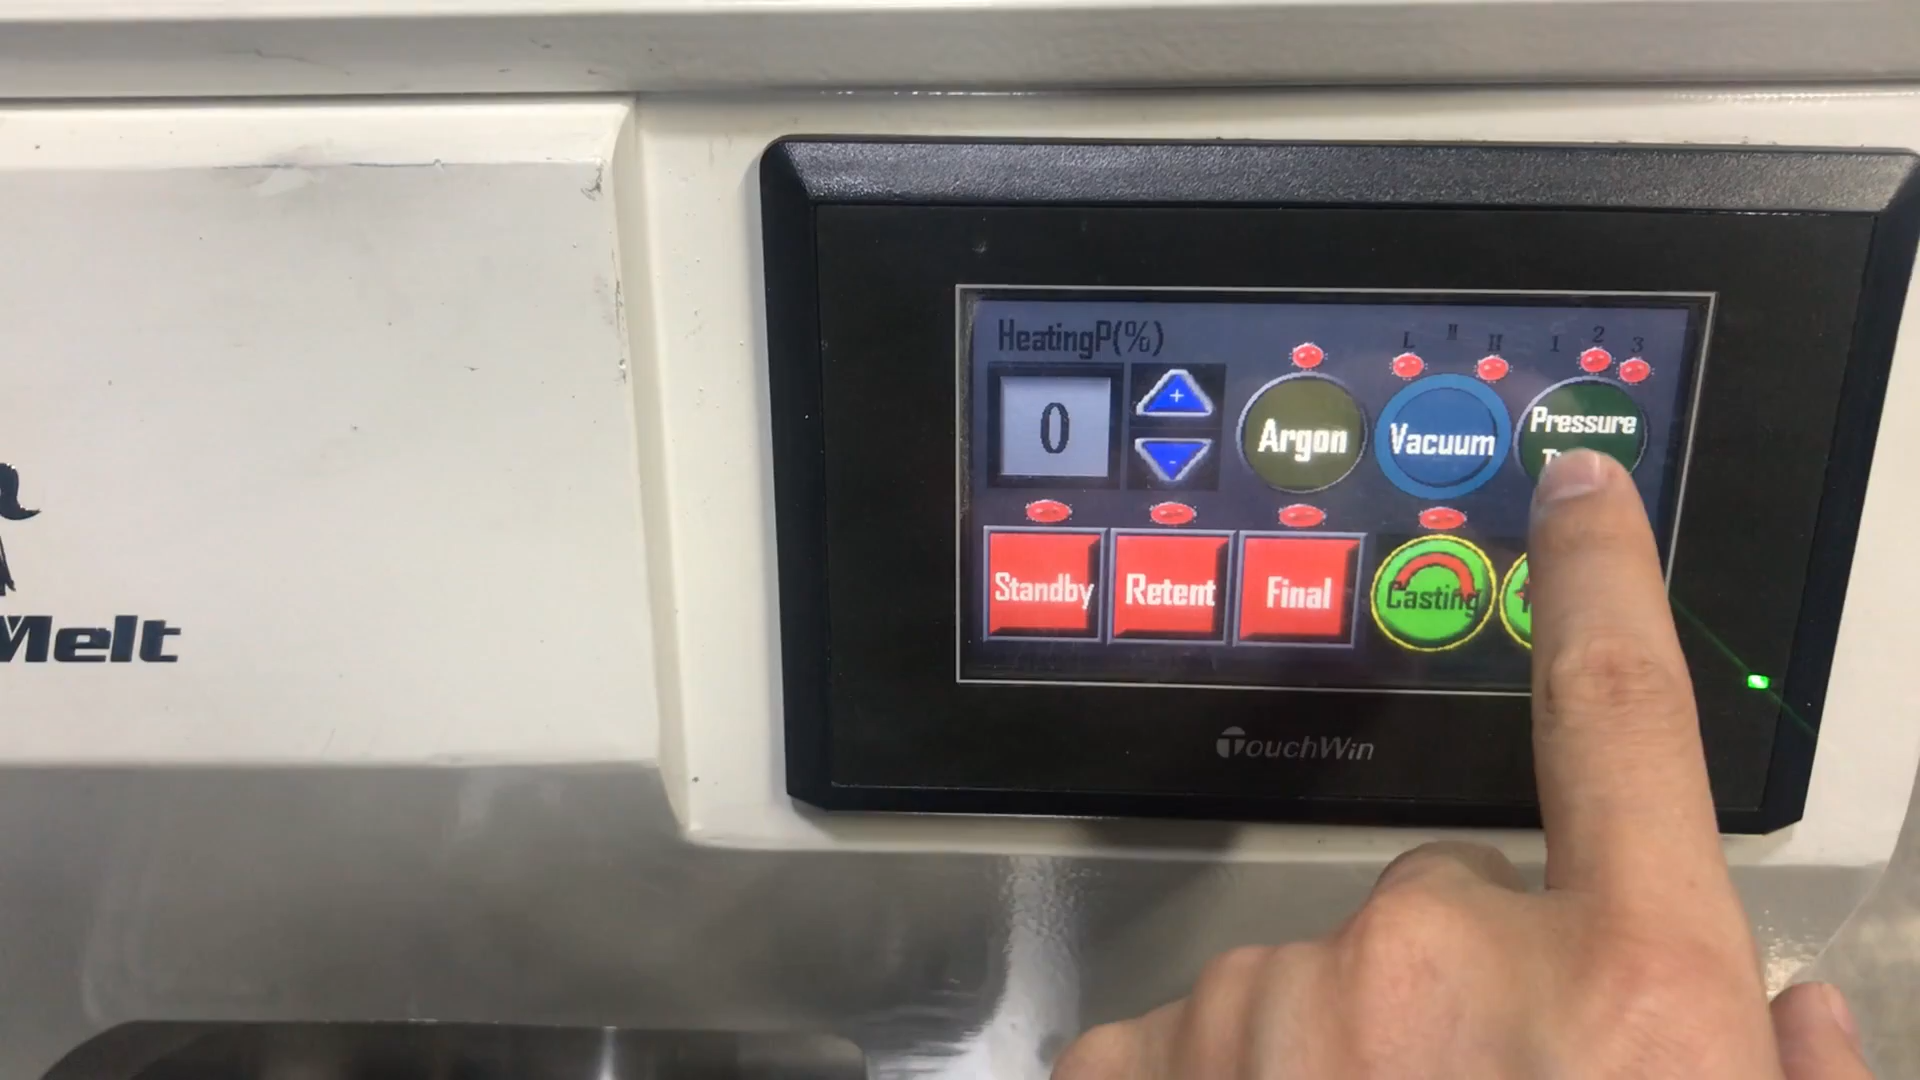 HeatingP(%)
L II H 1 2 3
0
+
-
Argon
Vacuum
Pressure
Standby
Retent
Final
Casting
TouchWin
Melt